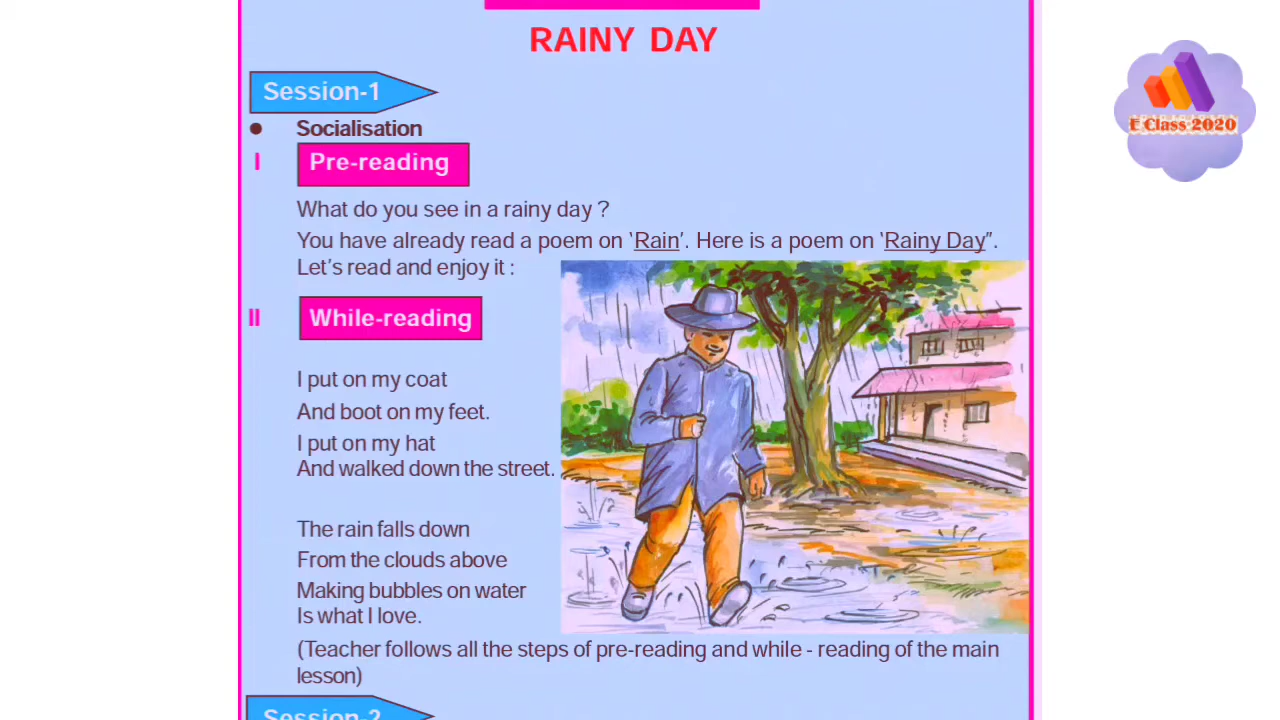 RAINY DAY
Session-1
● Socialisation
I Pre-reading
What do you see in a rainy day ?
You have already read a poem on ‘Rain’. Here is a poem on ‘Rainy Day”.
Let’s read and enjoy it :
II While-reading
I put on my coat
And boot on my feet.
I put on my hat
And walked down the street.
The rain falls down
From the clouds above
Making bubbles on water
Is what I love.
(Teacher follows all the steps of pre-reading and while - reading of the main
lesson)
Session-2
E Class 2020